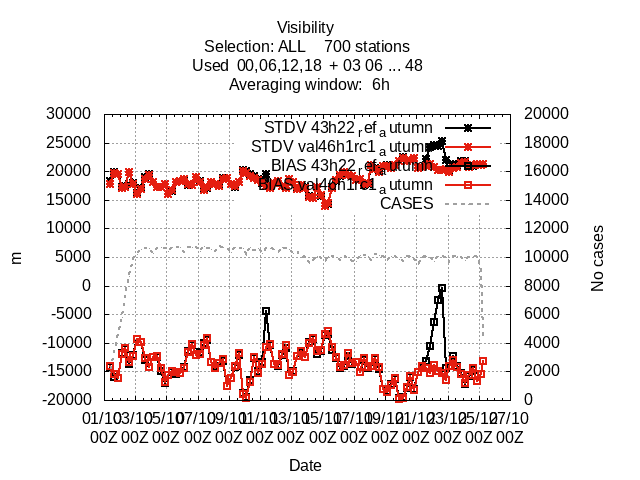 Visibility
Selection: ALL 700 stations
Used 00,06,12,18 + 03 06 ... 48
Averaging window: 6h
30000
25000
20000
15000
10000
5000
0
-5000
-10000
-15000
-20000
m
STDV 43h22refautumn
STDV val46h1rc1autumn
BIAS 43h22refautumn
BIAS val46h1rc1autumn
CASES
20000
18000
16000
14000
12000
10000
8000
6000
4000
2000
0
No cases
01/10 03/10 05/10 07/10 09/10 11/10 13/10 15/10 17/10 19/10 21/10 23/10 25/10 27/10
00Z 00Z 00Z 00Z 00Z 00Z 00Z 00Z 00Z 00Z 00Z 00Z 00Z 00Z
Date